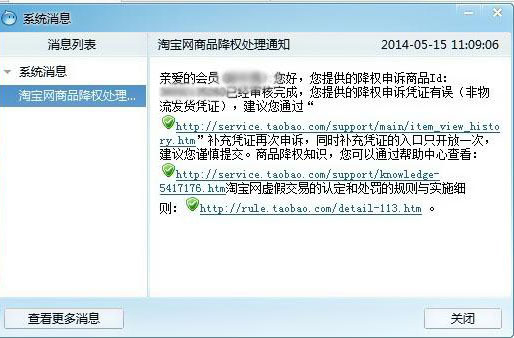 系统消息
消息列表
淘宝网商品降权处理通知 2014-05-15 11:09:06
系统消息
淘宝网商品降权处理...
亲爱的会员 您好，您提供的降权申诉商品Id:
已经审核完成，您提供的降权申诉凭证有误（非物
流发货凭证），建议您通过“
http://service.taobao.com/support/main/item_view_histo
ry.htm”补充凭证再次申诉，同时补充凭证的入口只开放一次，
建议您谨慎提交。商品降权知识，您可以通过帮助中心查看：
http://service.taobao.com/support/knowledge-
5417176.htm淘宝网虚假交易的认定和处罚的规则与实施细
则：http://rule.taobao.com/detail-113.htm 。
查看更多消息
关闭